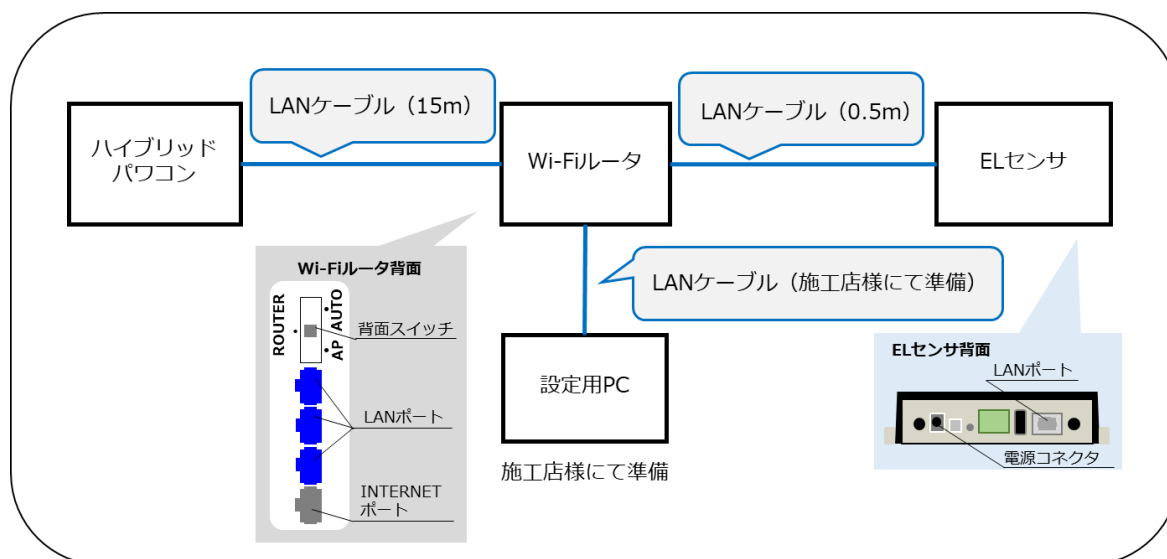 LANケーブル（15m）
LANケーブル（0.5m）
ハイブリッド
パワコン
Wi-Fiルータ
ELセンサ
LANケーブル（施工店様にて準備）
Wi-Fiルータ背面
ROUTER
AUTO
AP
背面スイッチ
LANポート
INTERNET
ポート
設定用PC
施工店様にて準備
ELセンサ背面
LANポート
電源コネクタ